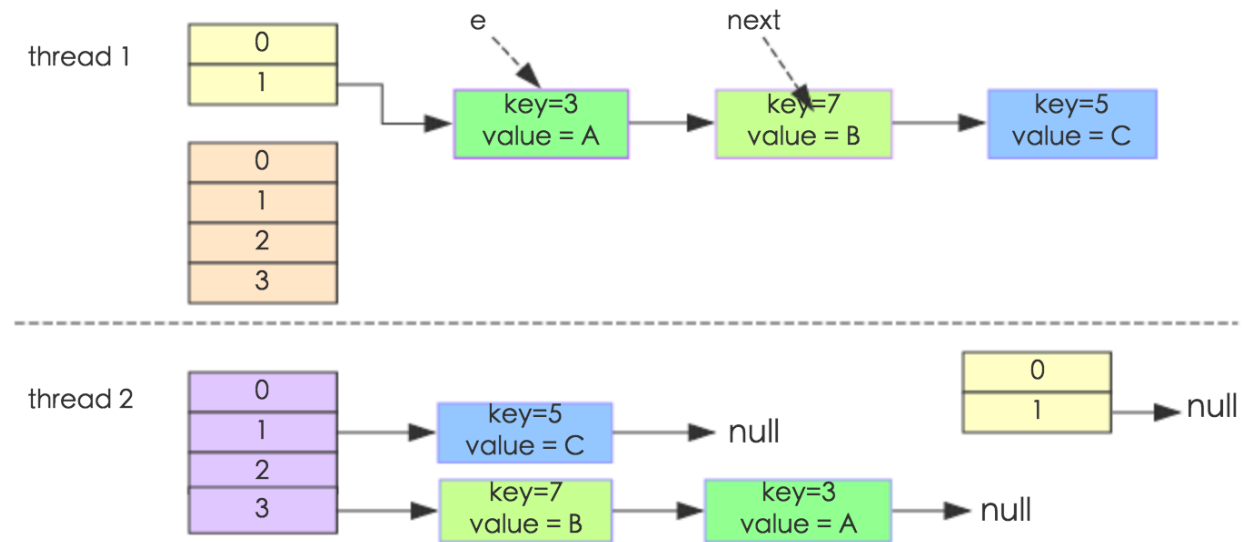 e
next
thread 1
0
1
key=3
value = A
key=7
value = B
key=5
value = C
0
1
2
3
thread 2
0
1
2
3
key=5
value = C
null
0
1
null
key=7
value = B
key=3
value = A
null